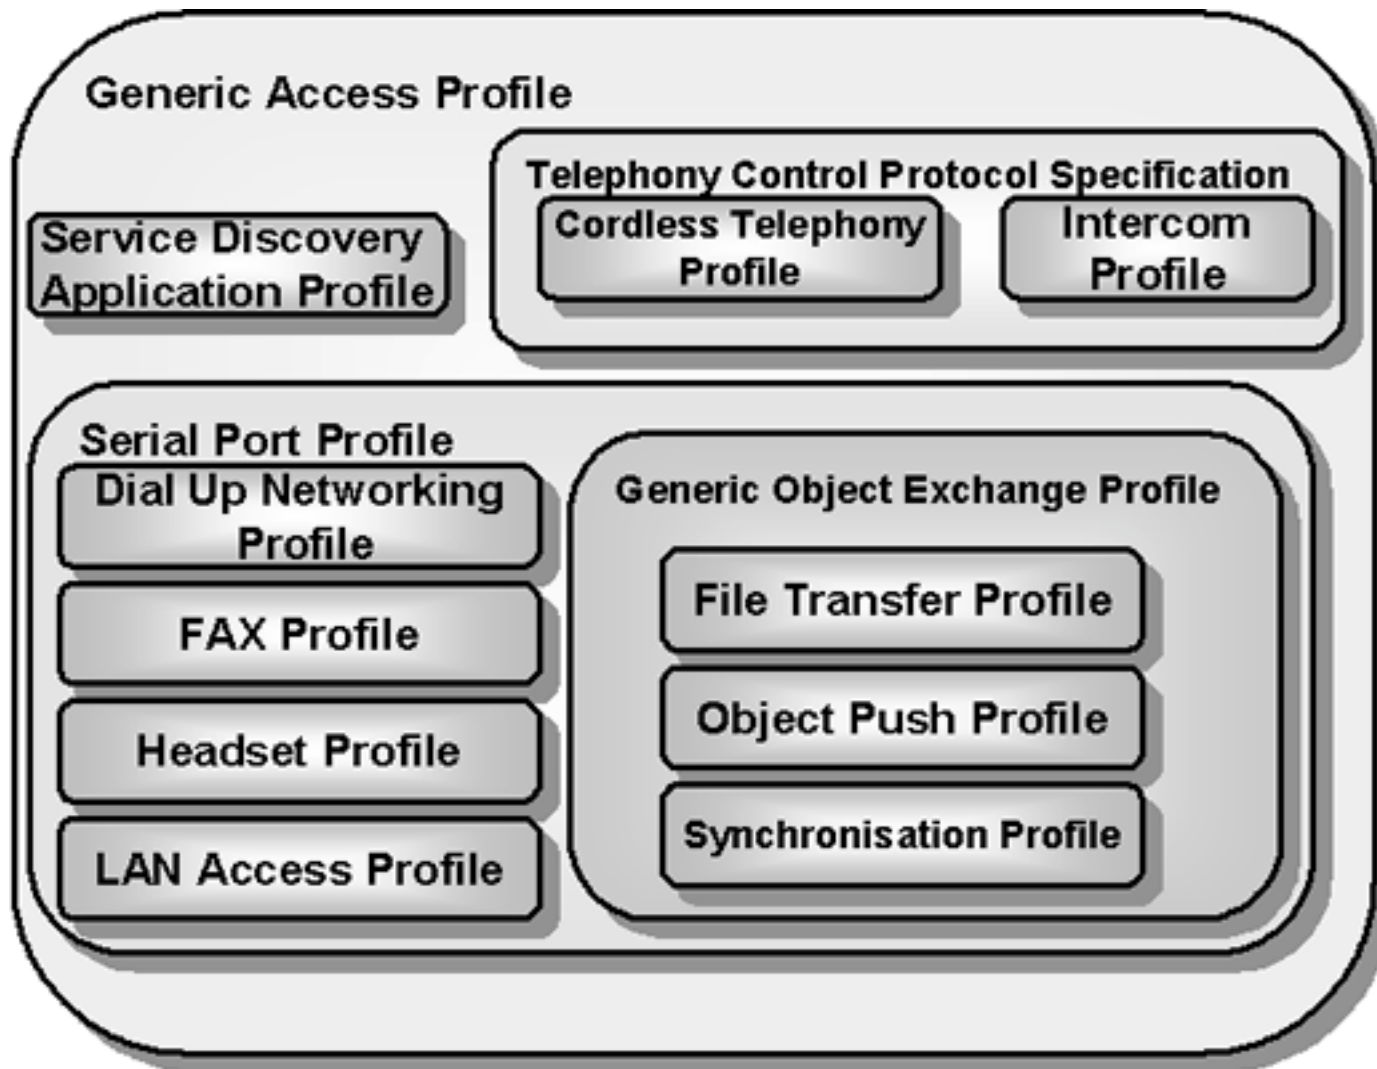 Generic Access Profile
Telephony Control Protocol Specification
Cordless Telephony
Profile
Intercom
Profile
Service Discovery
Application Profile
Serial Port Profile
Dial Up Networking
Profile
FAX Profile
Headset Profile
LAN Access Profile
Generic Object Exchange Profile
File Transfer Profile
Object Push Profile
Synchronisation Profile